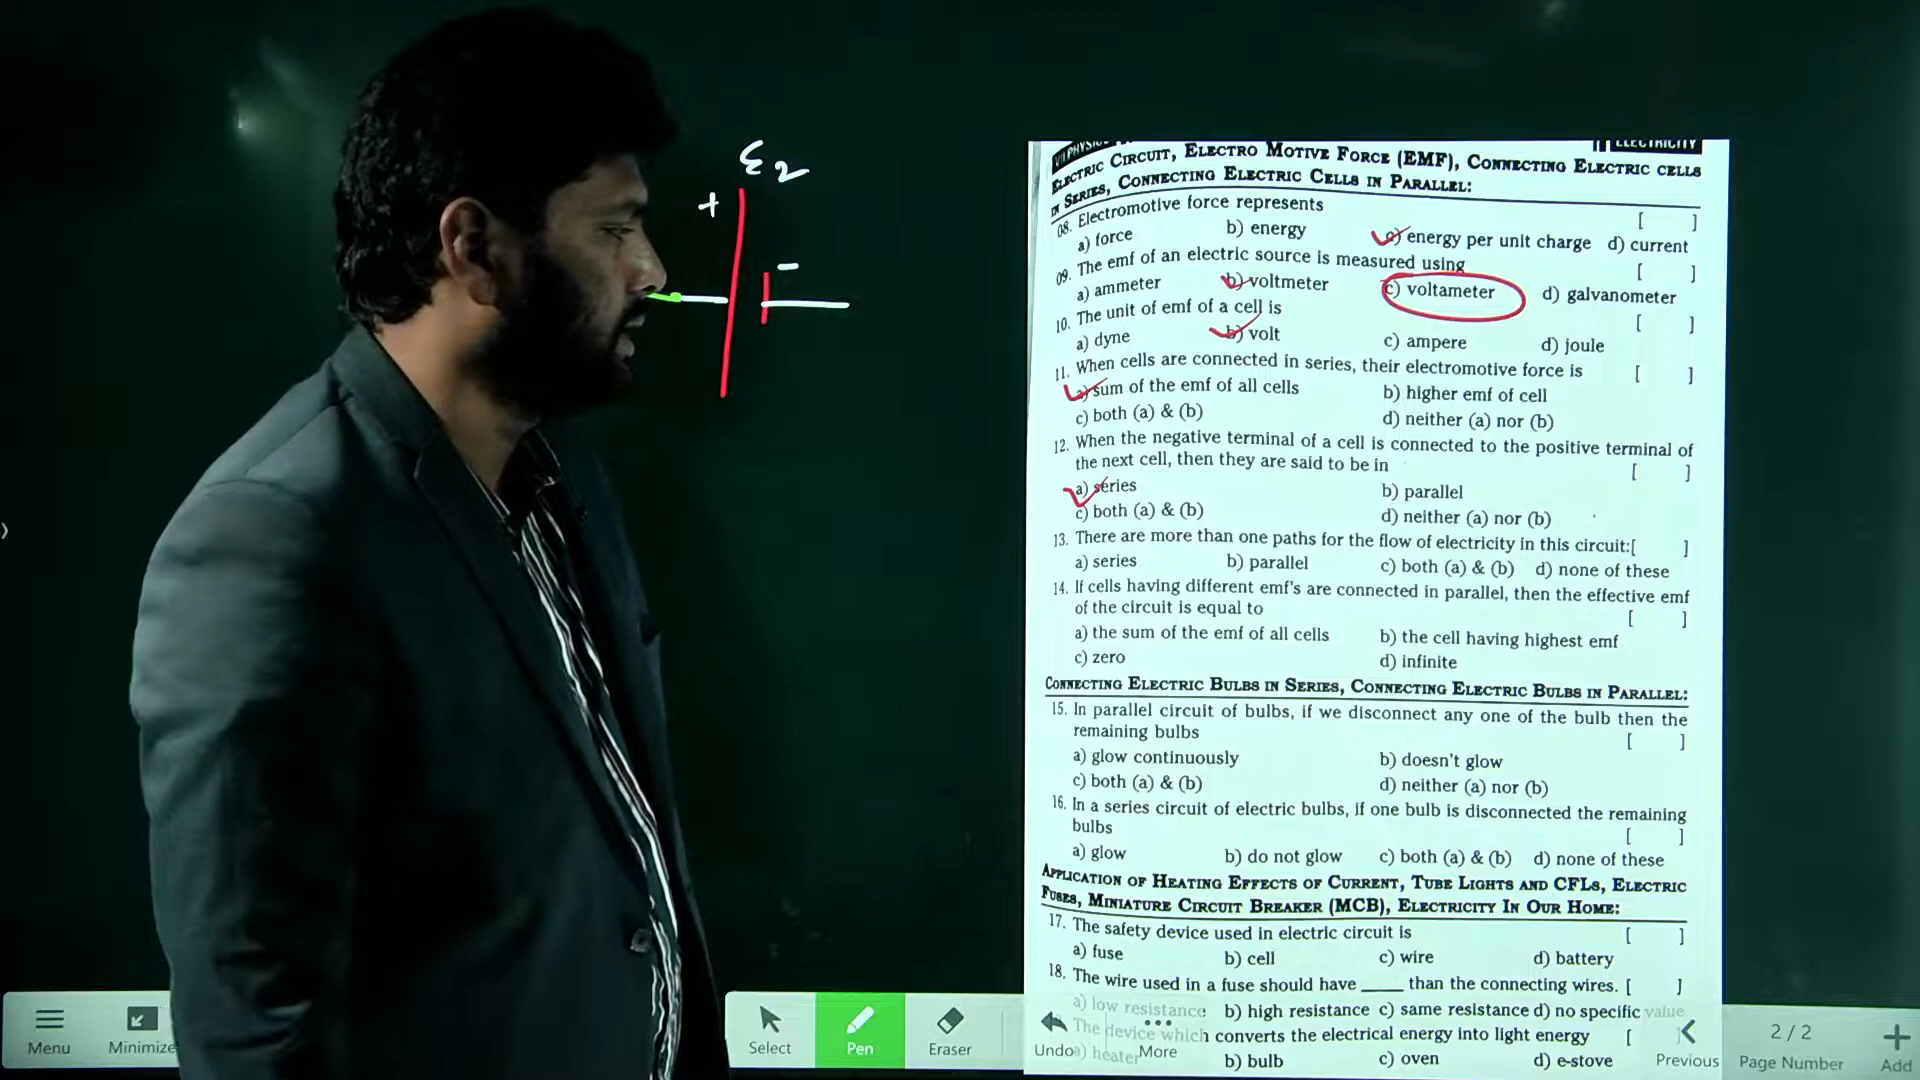 ε₂
+
−
VII PHYSICS
ELECTRICITY
ELECTRIC CIRCUIT, ELECTRO MOTIVE FORCE (EMF), CONNECTING ELECTRIC CELLS
IN SERIES, CONNECTING ELECTRIC CELLS IN PARALLEL:
08. Electromotive force represents [ ]
a) force b) energy c) energy per unit charge d) current
09. The emf of an electric source is measured using [ ]
a) ammeter b) voltmeter c) voltameter d) galvanometer
10. The unit of emf of a cell is [ ]
a) dyne b) volt c) ampere d) joule
11. When cells are connected in series, their electromotive force is [ ]
a) sum of the emf of all cells b) higher emf of cell
c) both (a) & (b) d) neither (a) nor (b)
12. When the negative terminal of a cell is connected to the positive terminal of
the next cell, then they are said to be in [ ]
a) series b) parallel
c) both (a) & (b) d) neither (a) nor (b)
13. There are more than one paths for the flow of electricity in this circuit:[ ]
a) series b) parallel c) both (a) & (b) d) none of these
14. If cells having different emf's are connected in parallel, then the effective emf
of the circuit is equal to [ ]
a) the sum of the emf of all cells b) the cell having highest emf
c) zero d) infinite
CONNECTING ELECTRIC BULBS IN SERIES, CONNECTING ELECTRIC BULBS IN PARALLEL:
15. In parallel circuit of bulbs, if we disconnect any one of the bulb then the
remaining bulbs [ ]
a) glow continuously b) doesn't glow
c) both (a) & (b) d) neither (a) nor (b)
16. In a series circuit of electric bulbs, if one bulb is disconnected the remaining
bulbs [ ]
a) glow b) do not glow c) both (a) & (b) d) none of these
APPLICATION OF HEATING EFFECTS OF CURRENT, TUBE LIGHTS AND CFLS, ELECTRIC
FUSES, MINIATURE CIRCUIT BREAKER (MCB), ELECTRICITY IN OUR HOME:
17. The safety device used in electric circuit is [ ]
a) fuse b) cell c) wire d) battery
18. The wire used in a fuse should have ____ than the connecting wires. [ ]
a) low resistance b) high resistance c) same resistance d) no specific value
The device which converts the electrical energy into light energy [ ]
a) heater b) bulb c) oven d) e-stove
Menu Minimize Select Pen Eraser Undo More Previous 2 / 2 Page Number Add